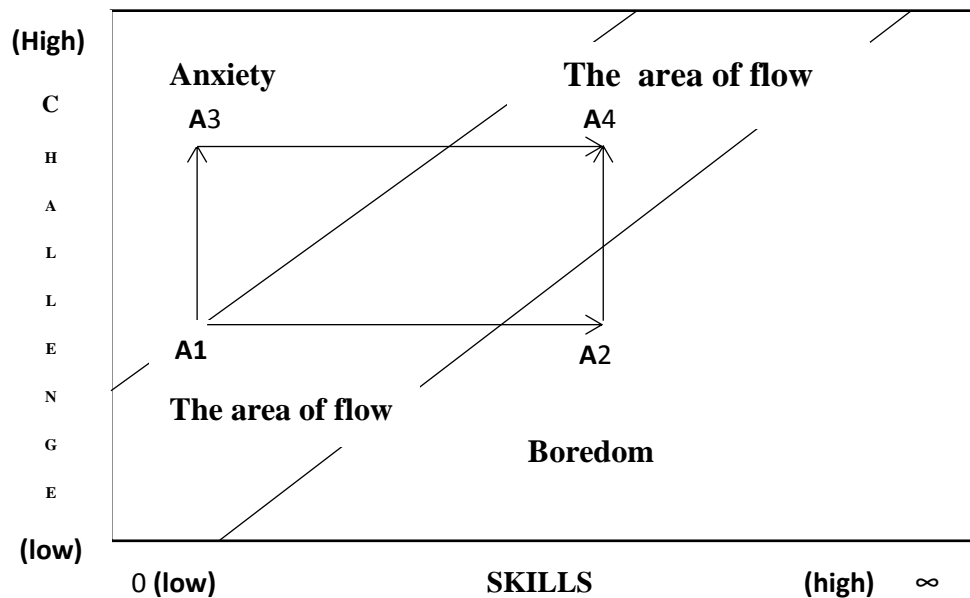 (High)
Anxiety
The area of flow
C
H
A
L
L
E
N
G
E
A3
A4
A1
A2
The area of flow
Boredom
(low)
0 (low)
SKILLS
(high)
∞